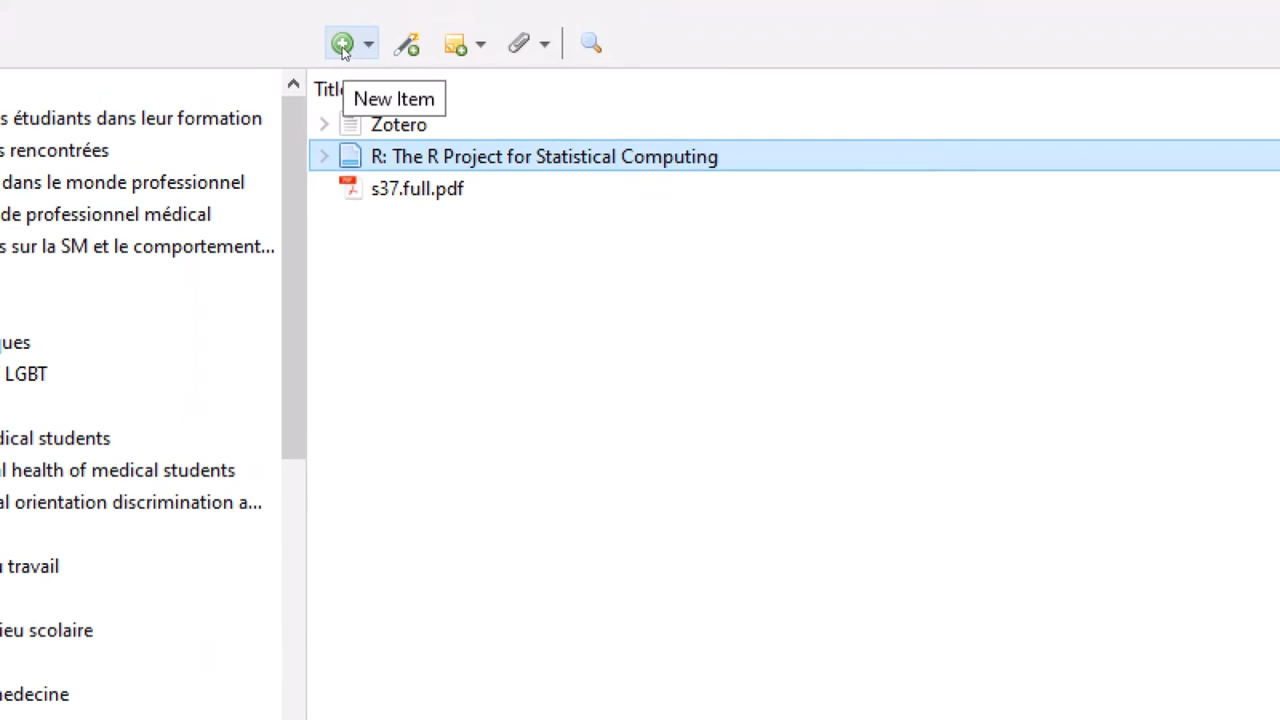 Titl
New Item
Zotero
R: The R Project for Statistical Computing
s37.full.pdf
s étudiants dans leur formation
s rencontrées
dans le monde professionnel
de professionnel médical
s sur la SM et le comportement...
ques
LGBT
dical students
l health of medical students
al orientation discrimination a...
u travail
ieu scolaire
medecine